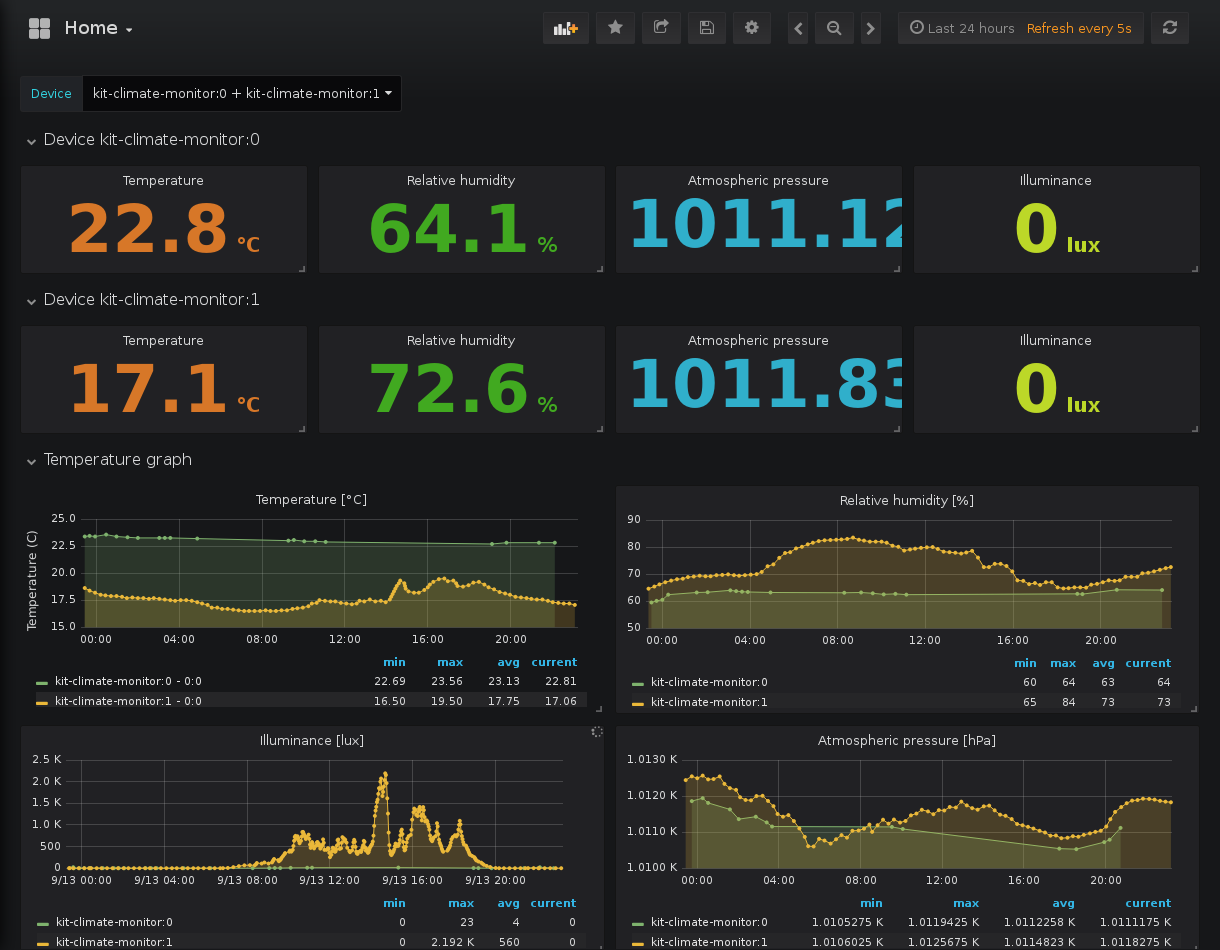 Home
Last 24 hours Refresh every 5s
Device kit-climate-monitor:0 + kit-climate-monitor:1
Device kit-climate-monitor:0
Temperature Relative humidity Atmospheric pressure Illuminance
22.8 °C 64.1 % 1011.12 0 lux
Device kit-climate-monitor:1
Temperature Relative humidity Atmospheric pressure Illuminance
17.1 °C 72.6 % 1011.83 0 lux
Temperature graph
Temperature [°C]
Temperature (C)
25.0
22.5
20.0
17.5
15.0
00:00 04:00 08:00 12:00 16:00 20:00
min max avg current
kit-climate-monitor:0 - 0:0 22.69 23.56 23.13 22.81
kit-climate-monitor:1 - 0:0 16.50 19.50 17.75 17.06
Relative humidity [%]
90
80
70
60
50
00:00 04:00 08:00 12:00 16:00 20:00
min max avg current
kit-climate-monitor:0 60 64 63 64
kit-climate-monitor:1 65 84 73 73
Illuminance [lux]
2.5 K
2.0 K
1.5 K
1.0 K
500
0
9/13 00:00 9/13 04:00 9/13 08:00 9/13 12:00 9/13 16:00 9/13 20:00
min max avg current
kit-climate-monitor:0 0 23 4 0
kit-climate-monitor:1 0 2.192 K 560 0
Atmospheric pressure [hPa]
1.0130 K
1.0120 K
1.0110 K
1.0100 K
00:00 04:00 08:00 12:00 16:00 20:00
min max avg current
kit-climate-monitor:0 1.0105275 K 1.0119425 K 1.0112258 K 1.0111175 K
kit-climate-monitor:1 1.0106025 K 1.0125675 K 1.0114823 K 1.0118275 K